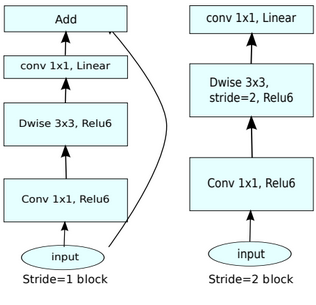 Add
conv 1x1, Linear
Dwise 3x3, Relu6
Conv 1x1, Relu6
input
Stride=1 block
conv 1x1, Linear
Dwise 3x3,
stride=2, Relu6
Conv 1x1, Relu6
input
Stride=2 block